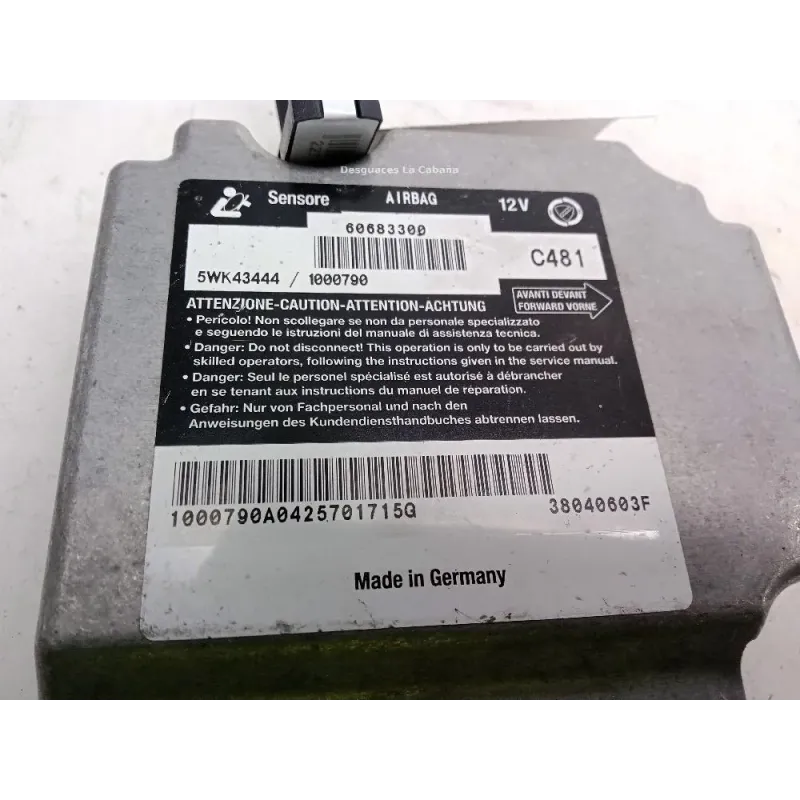 Desgueces La Cabaña
Sensore AIRBAG 12V
60683300
C481
5WK43444 / 1000790
ATTENZIONE-CAUTION-ATTENTION-ACHTUNG
AVANTI DEVANT
FORWARD VORNE
• Pericolo! Non scollegare se non da personale specializzato
e seguendo le istruzioni del manuale di assistenza tecnica.
• Danger: Do not disconnect! This operation is only to be carried out by
skilled operators, following the instructions given in the service manual.
• Danger: Seul le personel spécialisé est autorisé à débrancher
en se tenant aux instructions du manuel de réparation.
• Gefahr: Nur von Fachpersonal und nach den
Anweisungen des Kundendiensthandbuches abtrennen lassen.
1000790A0425701715Q
38040603F
Made in Germany